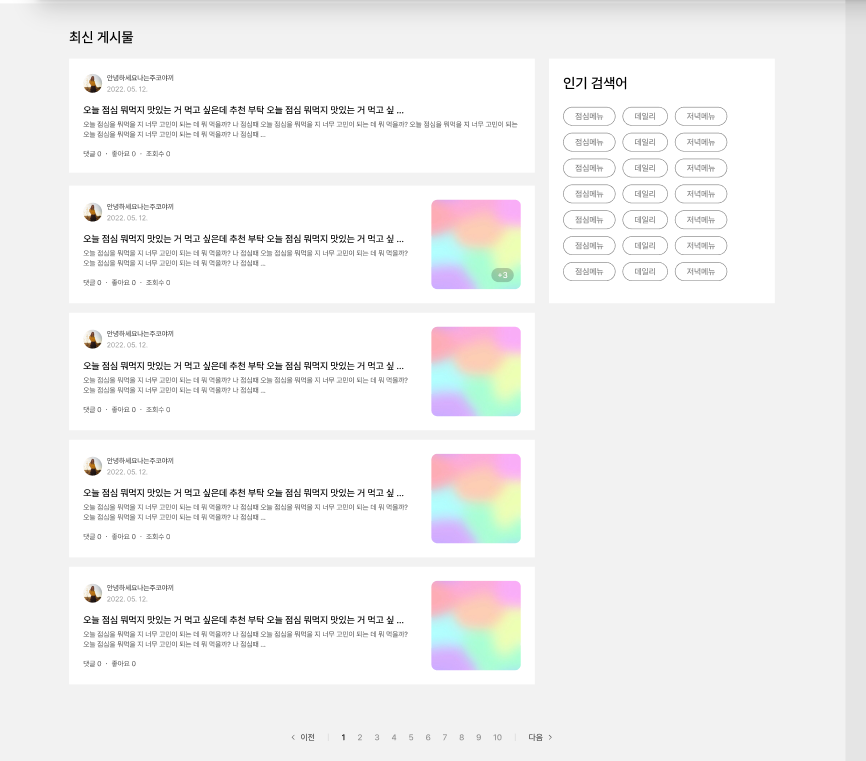 최신 게시물
안녕하세요나는주코야끼
2022. 05. 12.
오늘 점심 뭐먹지 맛있는 거 먹고 싶은데 추천 부탁 오늘 점심 뭐먹지 맛있는 거 먹고 싶 ...
오늘 점심을 뭐먹을 지 너무 고민이 되는 데 뭐 먹을까? 나 점심때 오늘 점심을 뭐먹을 지 너무 고민이 되는 데 뭐 먹을까? 오늘 점심을 뭐먹을 지 너무 고민이 되는
오늘 점심을 뭐먹을 지 너무 고민이 되는 데 뭐 먹을까? 나 점심때 ...
댓글 0 · 좋아요 0 · 조회수 0
안녕하세요나는주코야끼
2022. 05. 12.
오늘 점심 뭐먹지 맛있는 거 먹고 싶은데 추천 부탁 오늘 점심 뭐먹지 맛있는 거 먹고 싶 ...
오늘 점심을 뭐먹을 지 너무 고민이 되는 데 뭐 먹을까? 나 점심때 오늘 점심을 뭐먹을 지 너무 고민이 되는 데 뭐 먹을까?
오늘 점심을 뭐먹을 지 너무 고민이 되는 데 뭐 먹을까? 나 점심때 ...
댓글 0 · 좋아요 0 · 조회수 0
+3
안녕하세요나는주코야끼
2022. 05. 12.
오늘 점심 뭐먹지 맛있는 거 먹고 싶은데 추천 부탁 오늘 점심 뭐먹지 맛있는 거 먹고 싶 ...
오늘 점심을 뭐먹을 지 너무 고민이 되는 데 뭐 먹을까? 나 점심때 오늘 점심을 뭐먹을 지 너무 고민이 되는 데 뭐 먹을까?
오늘 점심을 뭐먹을 지 너무 고민이 되는 데 뭐 먹을까? 나 점심때 ...
댓글 0 · 좋아요 0 · 조회수 0
안녕하세요나는주코야끼
2022. 05. 12.
오늘 점심 뭐먹지 맛있는 거 먹고 싶은데 추천 부탁 오늘 점심 뭐먹지 맛있는 거 먹고 싶 ...
오늘 점심을 뭐먹을 지 너무 고민이 되는 데 뭐 먹을까? 나 점심때 오늘 점심을 뭐먹을 지 너무 고민이 되는 데 뭐 먹을까?
오늘 점심을 뭐먹을 지 너무 고민이 되는 데 뭐 먹을까? 나 점심때 ...
댓글 0 · 좋아요 0 · 조회수 0
안녕하세요나는주코야끼
2022. 05. 12.
오늘 점심 뭐먹지 맛있는 거 먹고 싶은데 추천 부탁 오늘 점심 뭐먹지 맛있는 거 먹고 싶 ...
오늘 점심을 뭐먹을 지 너무 고민이 되는 데 뭐 먹을까? 나 점심때 오늘 점심을 뭐먹을 지 너무 고민이 되는 데 뭐 먹을까?
오늘 점심을 뭐먹을 지 너무 고민이 되는 데 뭐 먹을까? 나 점심때 ...
댓글 0 · 좋아요 0
인기 검색어
점심메뉴 데일리 저녁메뉴
점심메뉴 데일리 저녁메뉴
점심메뉴 데일리 저녁메뉴
점심메뉴 데일리 저녁메뉴
점심메뉴 데일리 저녁메뉴
점심메뉴 데일리 저녁메뉴
점심메뉴 데일리 저녁메뉴
< 이전 | 1 2 3 4 5 6 7 8 9 10 | 다음 >